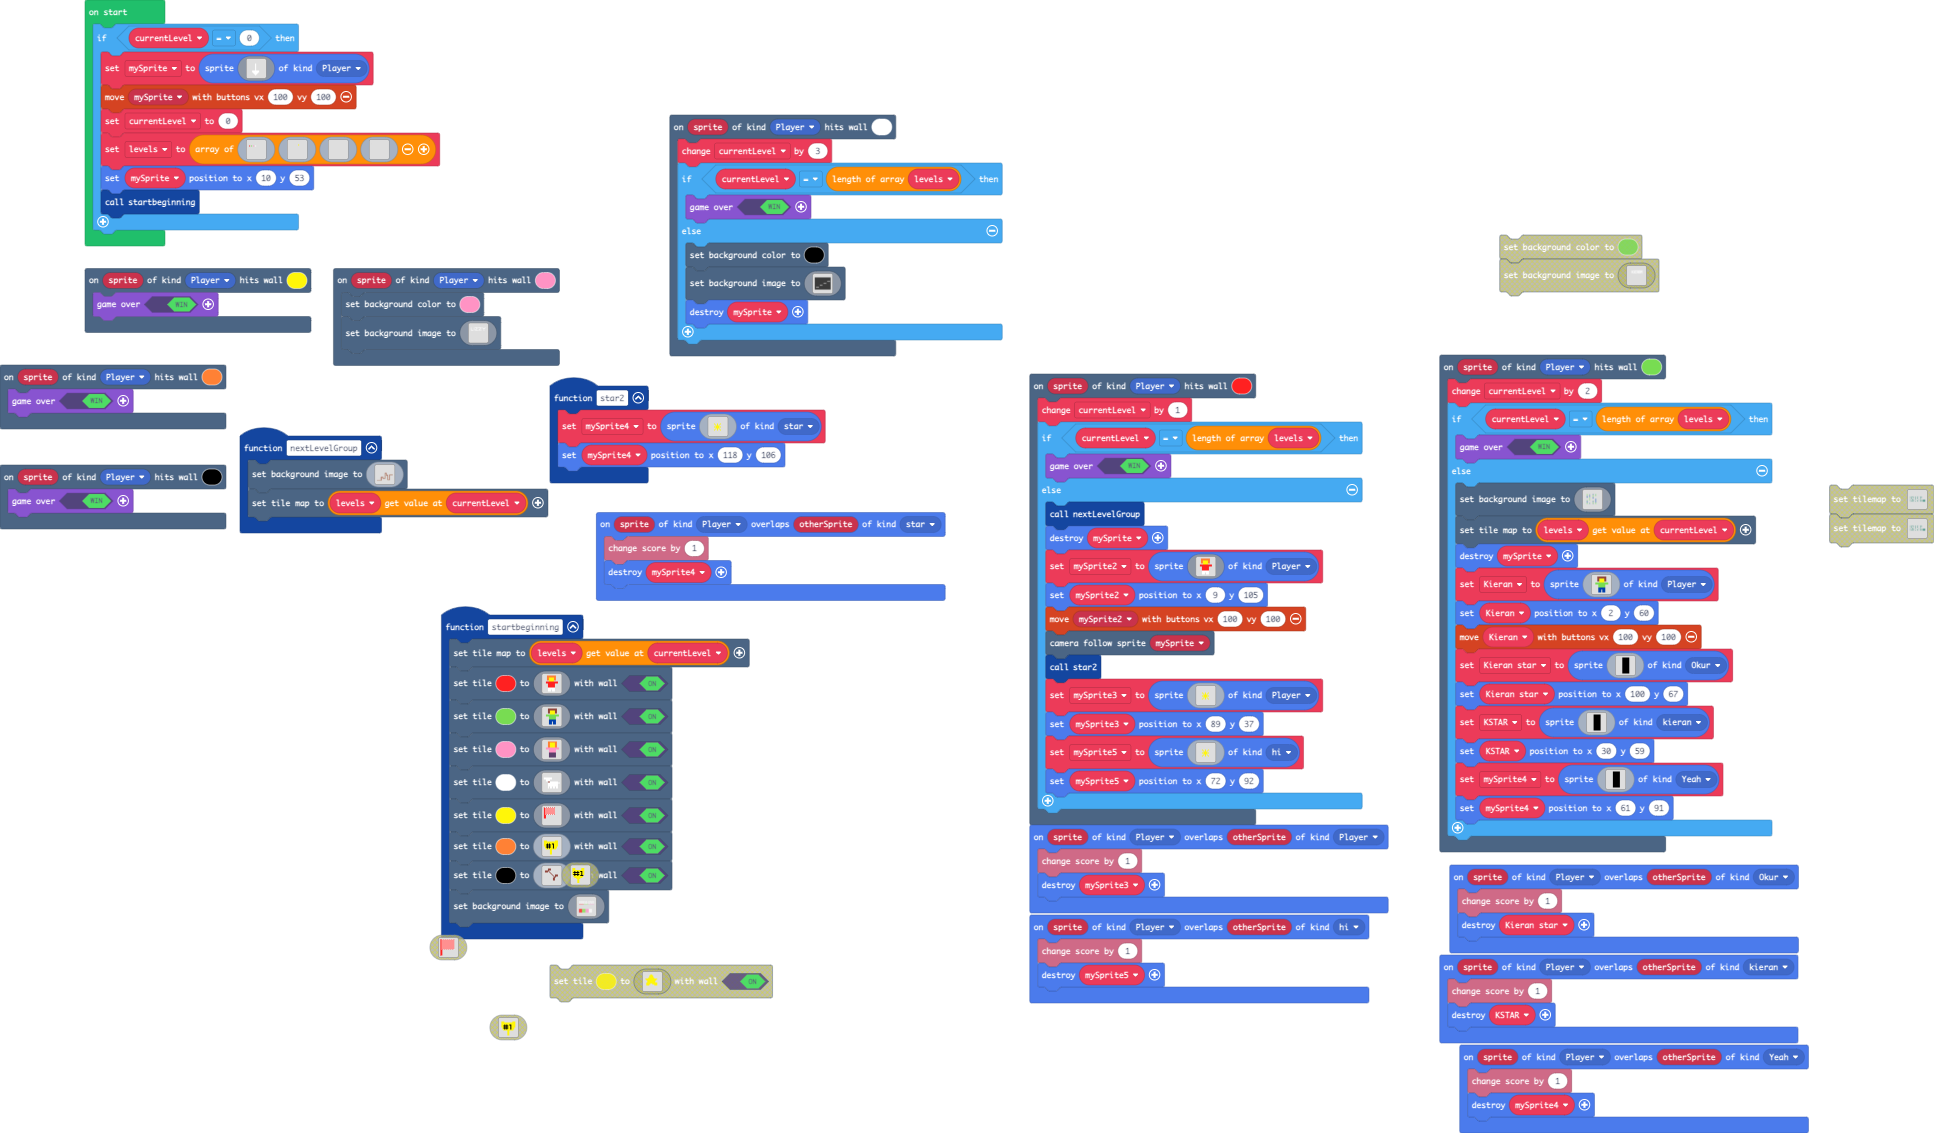 on start
if currentLevel = 0 then
set mySprite to sprite of kind Player
move mySprite with buttons vx 100 vy 100
set currentLevel to 0
set levels to array of
set mySprite position to x 10 y 53
call startbeginning
on sprite of kind Player hits wall
game over WIN
on sprite of kind Player hits wall
set background color to
set background image to
on sprite of kind Player hits wall
game over WIN
on sprite of kind Player hits wall
game over WIN
function nextLevelGroup
set background image to
set tile map to levels get value at currentLevel
function star2
set mySprite4 to sprite of kind star
set mySprite4 position to x 118 y 106
on sprite of kind Player overlaps otherSprite of kind star
change score by 1
destroy mySprite4
function startbeginning
set tile map to levels get value at currentLevel
set tile to with wall ON
set tile to with wall ON
set tile to with wall ON
set tile to with wall ON
set tile to with wall ON
set tile to #1 with wall ON
set tile to #1 wall ON
set background image to
set tile to with wall ON
#1
on sprite of kind Player hits wall
change currentLevel by 3
if currentLevel = length of array levels then
game over WIN
else
set background color to
set background image to
destroy mySprite
on sprite of kind Player hits wall
change currentLevel by 1
if currentLevel = length of array levels then
game over WIN
else
call nextLevelGroup
destroy mySprite
set mySprite2 to sprite of kind Player
set mySprite2 position to x 9 y 105
move mySprite2 with buttons vx 100 vy 100
camera follow sprite mySprite
call star2
set mySprite3 to sprite of kind Player
set mySprite3 position to x 89 y 37
set mySprite5 to sprite of kind hi
set mySprite5 position to x 72 y 92
on sprite of kind Player overlaps otherSprite of kind Player
change score by 1
destroy mySprite3
on sprite of kind Player overlaps otherSprite of kind hi
change score by 1
destroy mySprite5
set background color to
set background image to
on sprite of kind Player hits wall
change currentLevel by 2
if currentLevel = length of array levels then
game over WIN
else
set background image to
set tile map to levels get value at currentLevel
destroy mySprite
set Kieran to sprite of kind Player
set Kieran position to x 2 y 60
move Kieran with buttons vx 100 vy 100
set Kieran star to sprite of kind Okur
set Kieran star position to x 100 y 67
set KSTAR to sprite of kind kieran
set KSTAR position to x 30 y 59
set mySprite4 to sprite of kind Yeah
set mySprite4 position to x 61 y 91
on sprite of kind Player overlaps otherSprite of kind Okur
change score by 1
destroy Kieran star
on sprite of kind Player overlaps otherSprite of kind kieran
change score by 1
destroy KSTAR
on sprite of kind Player overlaps otherSprite of kind Yeah
change score by 1
destroy mySprite4
set tilemap to
set tilemap to